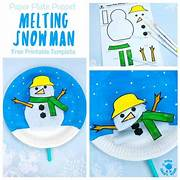 Paper Plate Puppet
MELTING
SNOWMAN
Free Printable Template